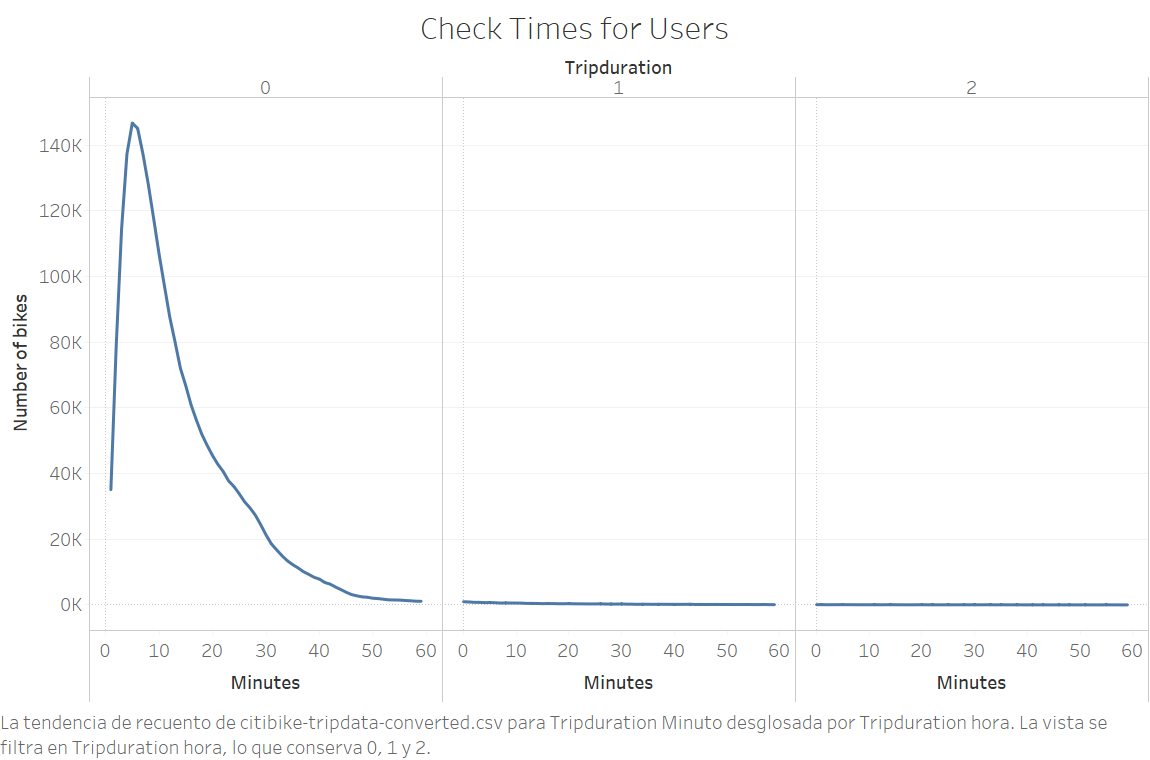 Check Times for Users
Tripduration
0 1 2
140K
120K
100K
80K
60K
40K
20K
0K
Number of bikes
0 10 20 30 40 50 60 0 10 20 30 40 50 60 0 10 20 30 40 50 60
Minutes Minutes Minutes
La tendencia de recuento de citibike-tripdata-converted.csv para Tripduration Minuto desglosada por Tripduration hora. La vista se
filtra en Tripduration hora, lo que conserva 0, 1 y 2.